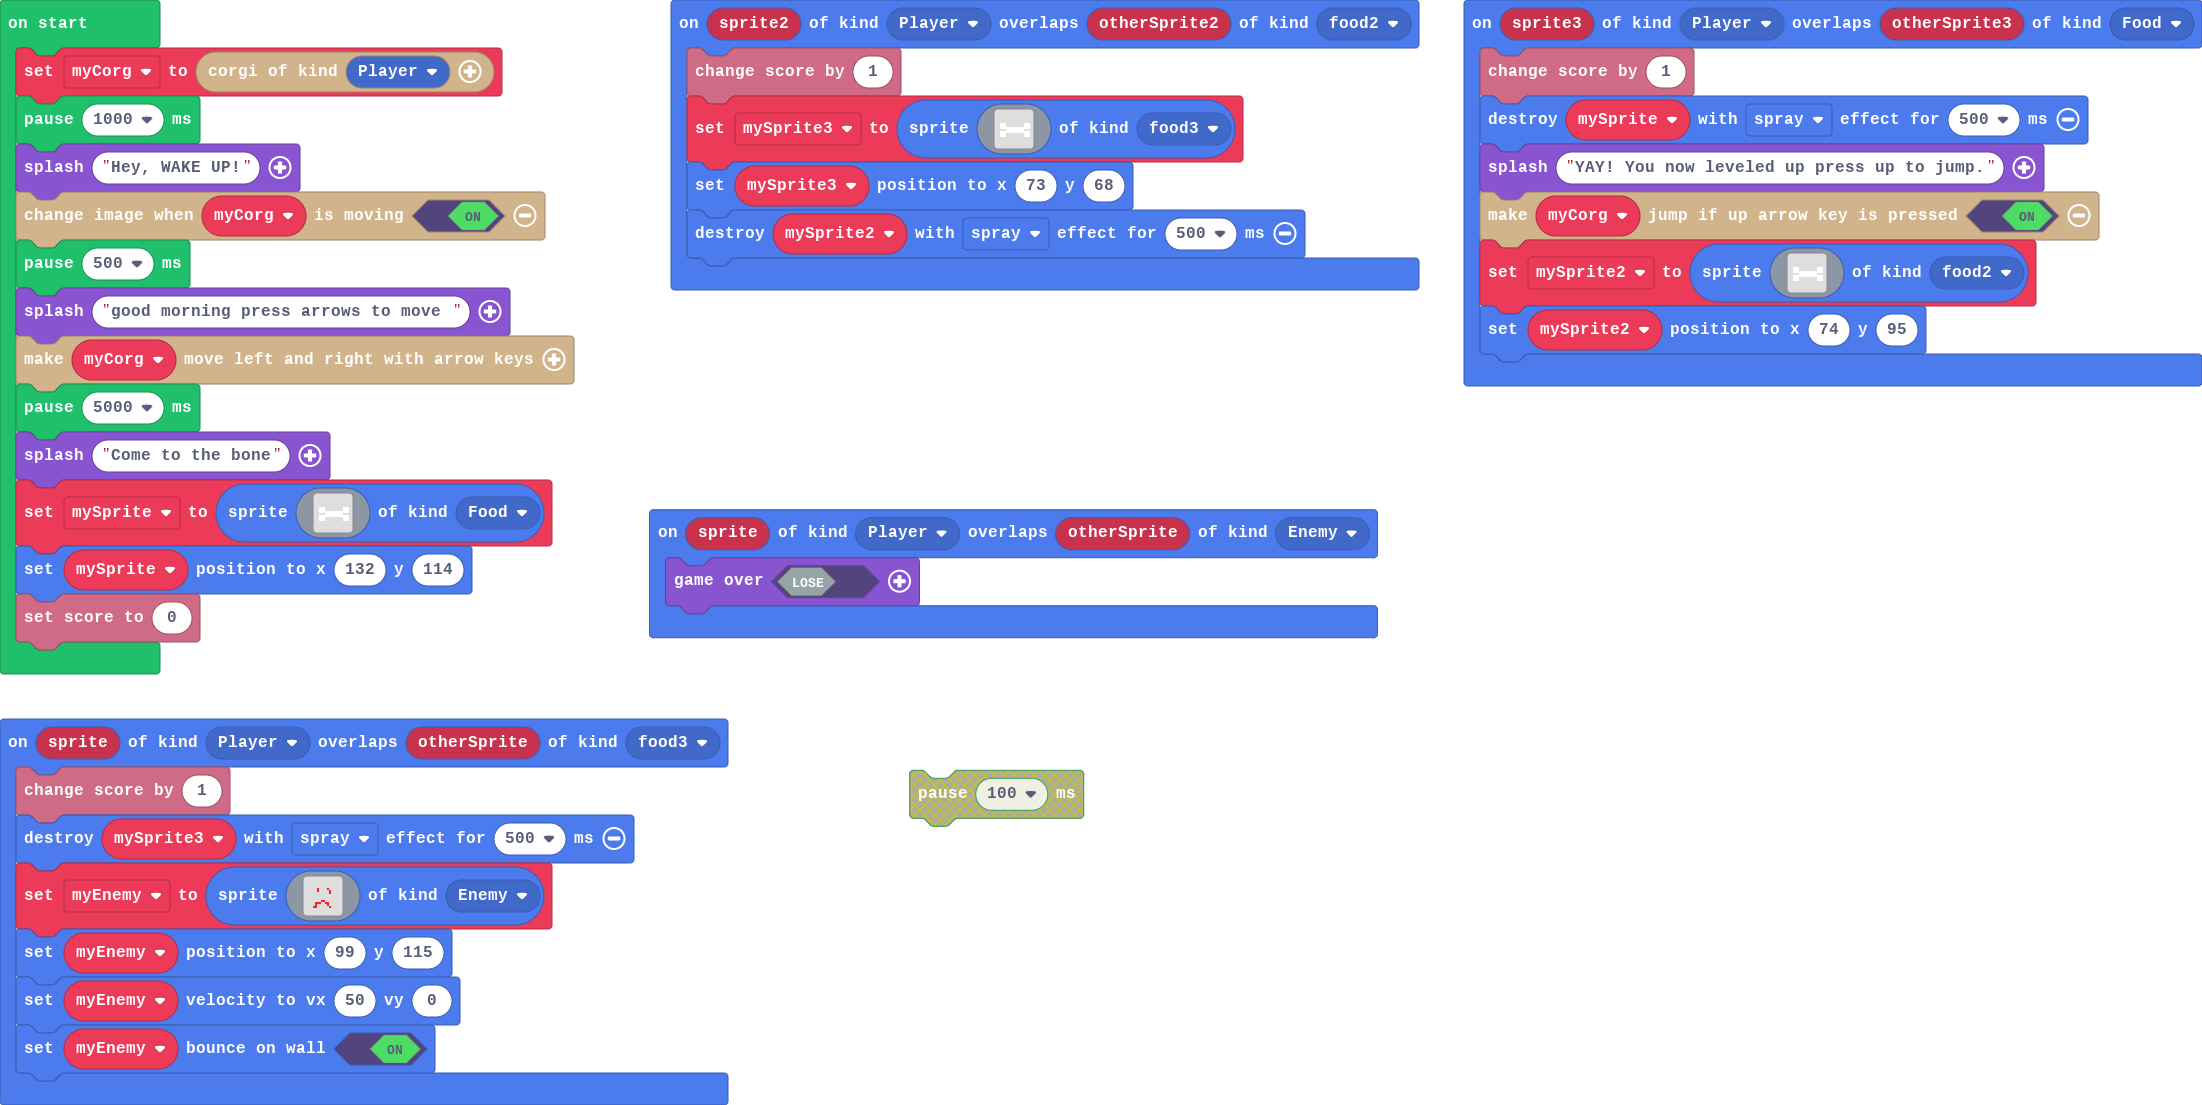 on start
set myCorg to corgi of kind Player
pause 1000 ms
splash "Hey, WAKE UP!"
change image when myCorg is moving ON
pause 500 ms
splash "good morning press arrows to move "
make myCorg move left and right with arrow keys
pause 5000 ms
splash "Come to the bone"
set mySprite to sprite of kind Food
set mySprite position to x 132 y 114
set score to 0
on sprite2 of kind Player overlaps otherSprite2 of kind food2
change score by 1
set mySprite3 to sprite of kind food3
set mySprite3 position to x 73 y 68
destroy mySprite2 with spray effect for 500 ms
on sprite3 of kind Player overlaps otherSprite3 of kind Food
change score by 1
destroy mySprite with spray effect for 500 ms
splash "YAY! You now leveled up press up to jump."
make myCorg jump if up arrow key is pressed ON
set mySprite2 to sprite of kind food2
set mySprite2 position to x 74 y 95
on sprite of kind Player overlaps otherSprite of kind Enemy
game over LOSE
on sprite of kind Player overlaps otherSprite of kind food3
change score by 1
destroy mySprite3 with spray effect for 500 ms
set myEnemy to sprite of kind Enemy
set myEnemy position to x 99 y 115
set myEnemy velocity to vx 50 vy 0
set myEnemy bounce on wall ON
pause 100 ms